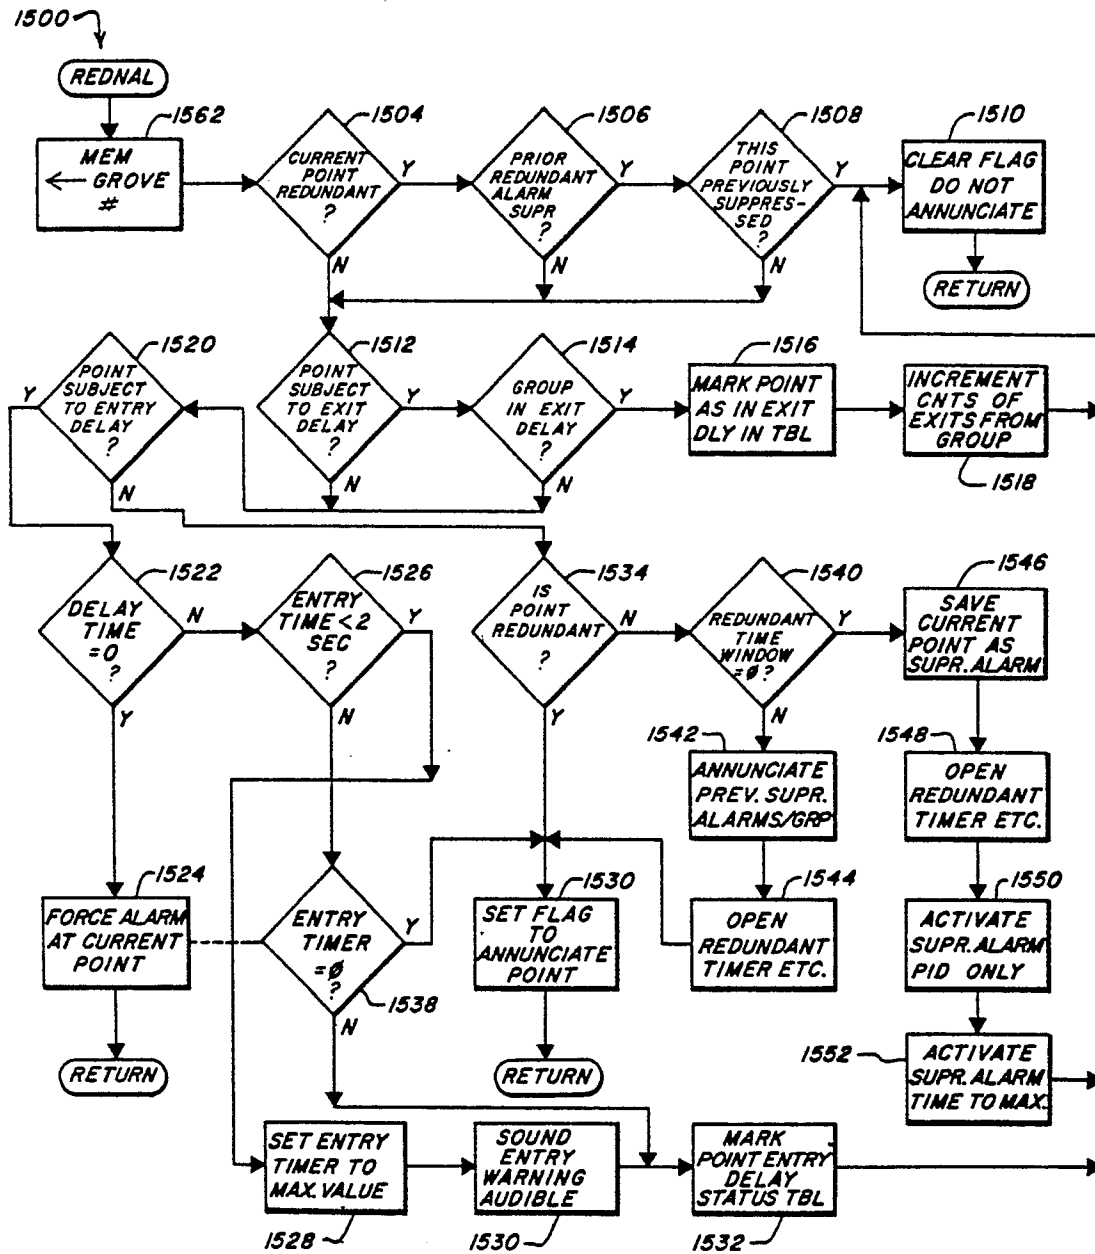 1500
REDNAL
1562
MEM
← GROVE
#
1504
CURRENT
POINT
REDUNDANT
?
Y
N
1506
PRIOR
REDUNDANT
ALARM
SUPR
?
Y
N
1508
THIS
POINT
PREVIOUSLY
SUPPRES-
SED
?
Y
N
1510
CLEAR FLAG
DO NOT
ANNUNCIATE
RETURN
1520
POINT
SUBJECT
TO ENTRY
DELAY
?
Y
N
1512
POINT
SUBJECT
TO EXIT
DELAY
?
Y
N
1514
GROUP
IN EXIT
DELAY
?
Y
N
1516
MARK POINT
AS IN EXIT
DLY IN TBL
INCREMENT
CNTS OF
EXITS FROM
GROUP
1518
1522
DELAY
TIME
=0
?
N
Y
1526
ENTRY
TIME<2
SEC
?
Y
N
1534
IS
POINT
REDUNDANT
?
N
Y
1540
REDUNDANT
TIME
WINDOW
=ø?
Y
N
1546
SAVE
CURRENT
POINT AS
SUPR. ALARM
1542
ANNUNCIATE
PREV. SUPR.
ALARMS/GRP
1548
OPEN
REDUNDANT
TIMER ETC.
1524
FORCE ALARM
AT CURRENT
POINT
RETURN
ENTRY
TIMER
=ø
?
Y
N
1538
1530
SET FLAG
TO
ANNUNCIATE
POINT
RETURN
1544
OPEN
REDUNDANT
TIMER ETC.
1550
ACTIVATE
SUPR. ALARM
PID ONLY
1552
ACTIVATE
SUPR. ALARM
TIME TO MAX.
SET ENTRY
TIMER TO
MAX. VALUE
1528
SOUND
ENTRY
WARNING
AUDIBLE
1530
MARK
POINT ENTRY
DELAY
STATUS TBL
1532